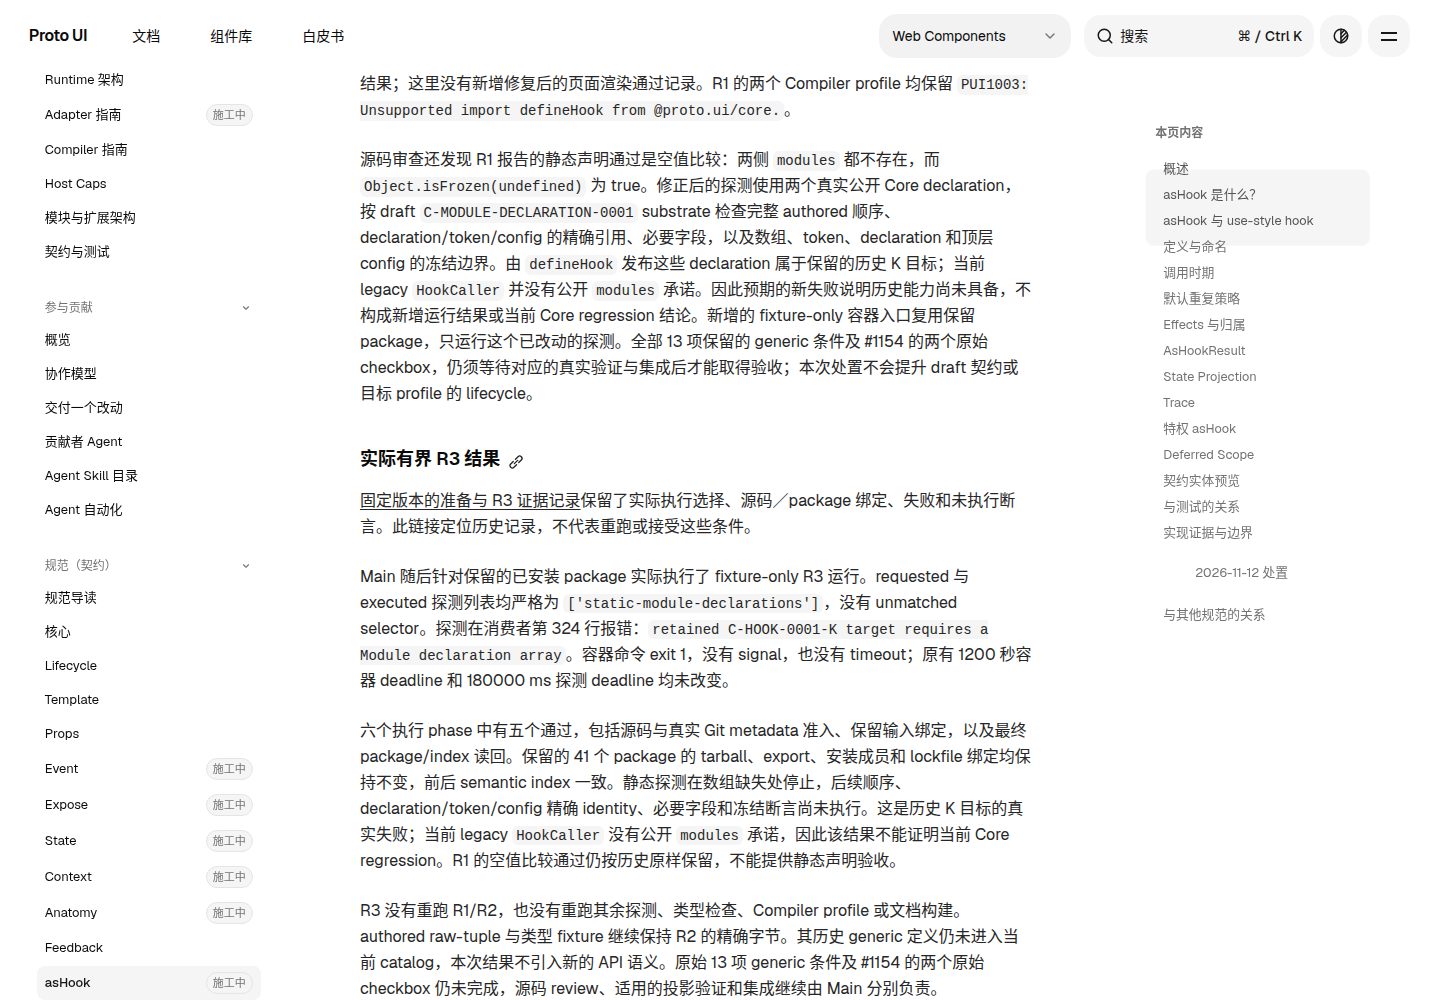 Proto UI
文档
组件库
白皮书
Web Components
搜索
⌘ / Ctrl K
Runtime 架构
Adapter 指南
施工中
Compiler 指南
Host Caps
模块与扩展架构
契约与测试
参与贡献
概览
协作模型
交付一个改动
贡献者 Agent
Agent Skill 目录
Agent 自动化
规范（契约）
规范导读
核心
Lifecycle
Template
Props
Event
施工中
Expose
施工中
State
施工中
Context
施工中
Anatomy
施工中
Feedback
asHook
施工中
结果；这里没有新增修复后的页面渲染通过记录。R1 的两个 Compiler profile 均保留 PUI1003:
Unsupported import defineHook from @proto.ui/core.。
源码审查还发现 R1 报告的静态声明通过是空值比较：两侧 modules 都不存在，而
Object.isFrozen(undefined) 为 true。修正后的探测使用两个真实公开 Core declaration，
按 draft C-MODULE-DECLARATION-0001 substrate 检查完整 authored 顺序、
declaration/token/config 的精确引用、必要字段，以及数组、token、declaration 和顶层
config 的冻结边界。由 defineHook 发布这些 declaration 属于保留的历史 K 目标；当前
legacy HookCaller 并没有公开 modules 承诺。因此预期的新失败说明历史能力尚未具备，不
构成新增运行结果或当前 Core regression 结论。新增的 fixture-only 容器入口复用保留
package，只运行这个已改动的探测。全部 13 项保留的 generic 条件及 #1154 的两个原始
checkbox，仍须等待对应的真实验证与集成后才能取得验收；本次处置不会提升 draft 契约或
目标 profile 的 lifecycle。
实际有界 R3 结果
固定版本的准备与 R3 证据记录保留了实际执行选择、源码／package 绑定、失败和未执行断
言。此链接定位历史记录，不代表重跑或接受这些条件。
Main 随后针对保留的已安装 package 实际执行了 fixture-only R3 运行。requested 与
executed 探测列表均严格为 ['static-module-declarations']，没有 unmatched
selector。探测在消费者第 324 行报错：retained C-HOOK-0001-K target requires a
Module declaration array。容器命令 exit 1，没有 signal，也没有 timeout；原有 1200 秒容
器 deadline 和 180000 ms 探测 deadline 均未改变。
六个执行 phase 中有五个通过，包括源码与真实 Git metadata 准入、保留输入绑定，以及最终
package/index 读回。保留的 41 个 package 的 tarball、export、安装成员和 lockfile 绑定均保
持不变，前后 semantic index 一致。静态探测在数组缺失处停止，后续顺序、
declaration/token/config 精确 identity、必要字段和冻结断言尚未执行。这是历史 K 目标的真
实失败；当前 legacy HookCaller 没有公开 modules 承诺，因此该结果不能证明当前 Core
regression。R1 的空值比较通过仍按历史原样保留，不能提供静态声明验收。
R3 没有重跑 R1/R2，也没有重跑其余探测、类型检查、Compiler profile 或文档构建。
authored raw-tuple 与类型 fixture 继续保持 R2 的精确字节。其历史 generic 定义仍未进入当
前 catalog，本次结果不引入新的 API 语义。原始 13 项 generic 条件及 #1154 的两个原始
checkbox 仍未完成，源码 review、适用的投影验证和集成继续由 Main 分别负责。
本页内容
概述
asHook 是什么？
asHook 与 use-style hook
定义与命名
调用时期
默认重复策略
Effects 与归属
AsHookResult
State Projection
Trace
特权 asHook
Deferred Scope
契约实体预览
与测试的关系
实现证据与边界
2026-11-12 处置
与其他规范的关系